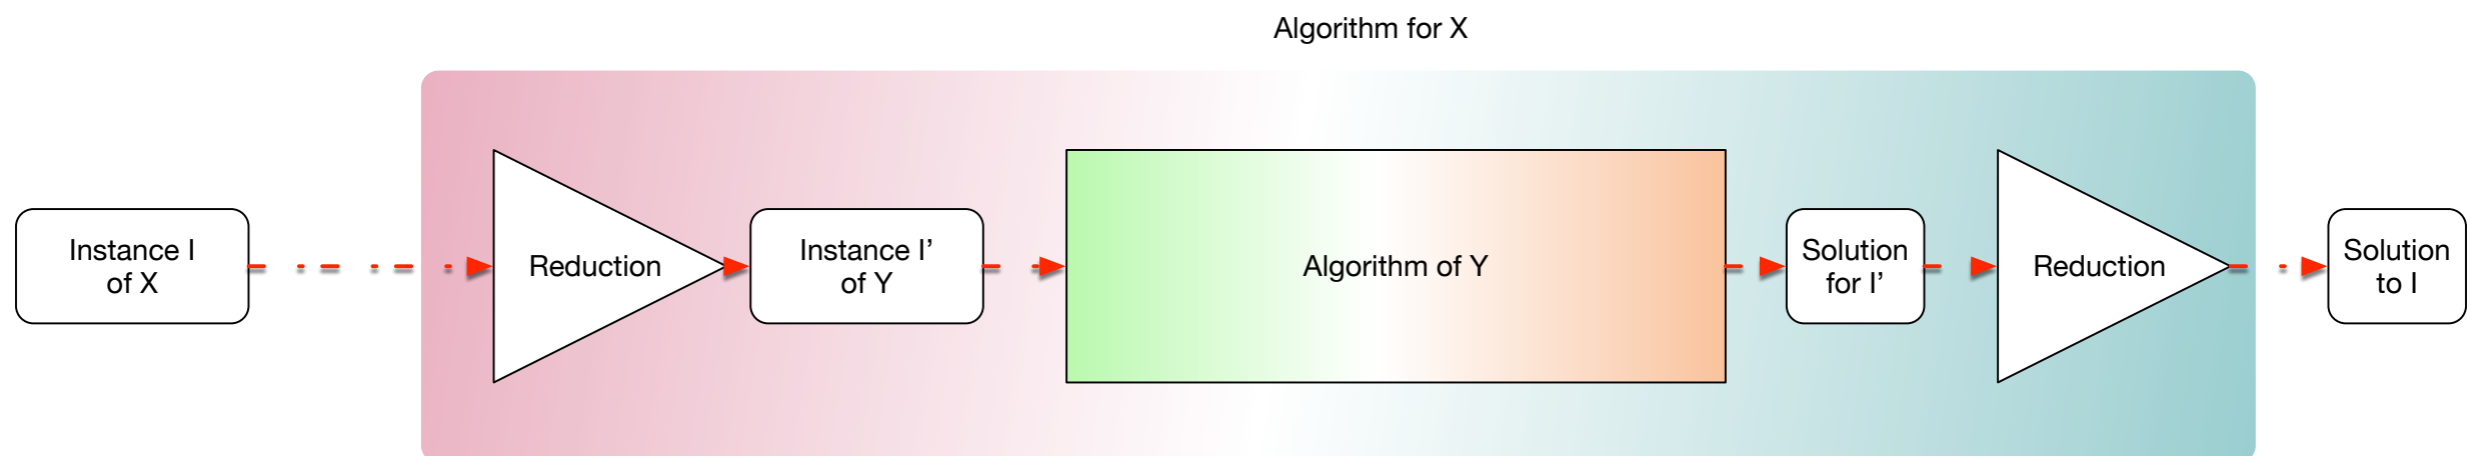 Algorithm for X
Instance I
of X
Reduction
Instance I’
of Y
Algorithm of Y
Solution
for I’
Reduction
Solution
to I